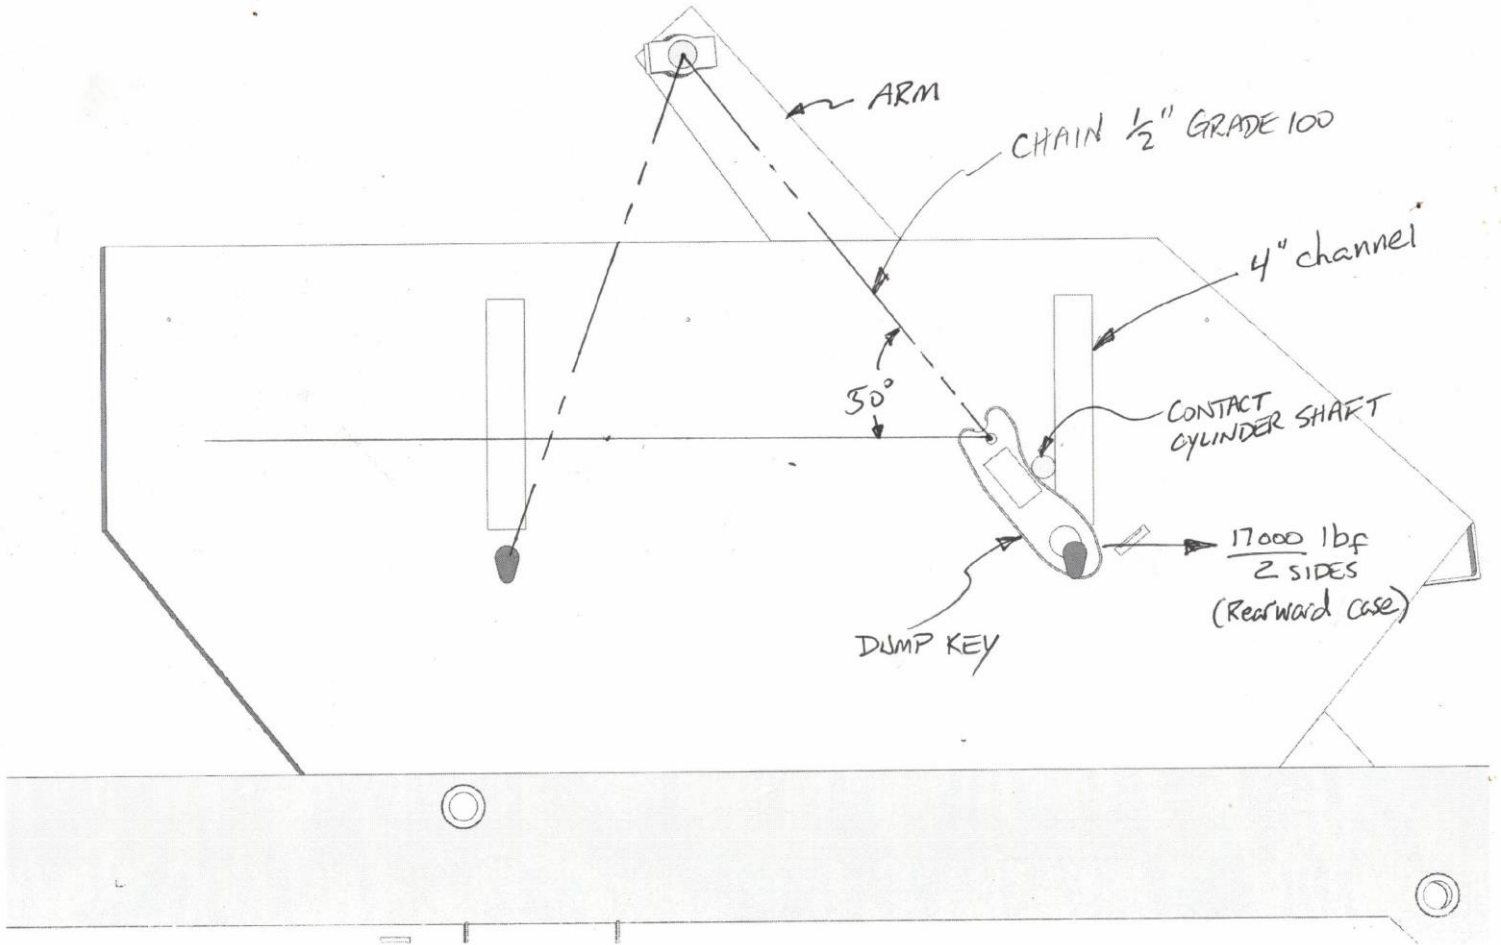 ARM
CHAIN 1/2" GRADE 100
4" channel
50°
CONTACT
CYLINDER SHAFT
17000 lbf
2 SIDES
(Rearward case)
DUMP KEY